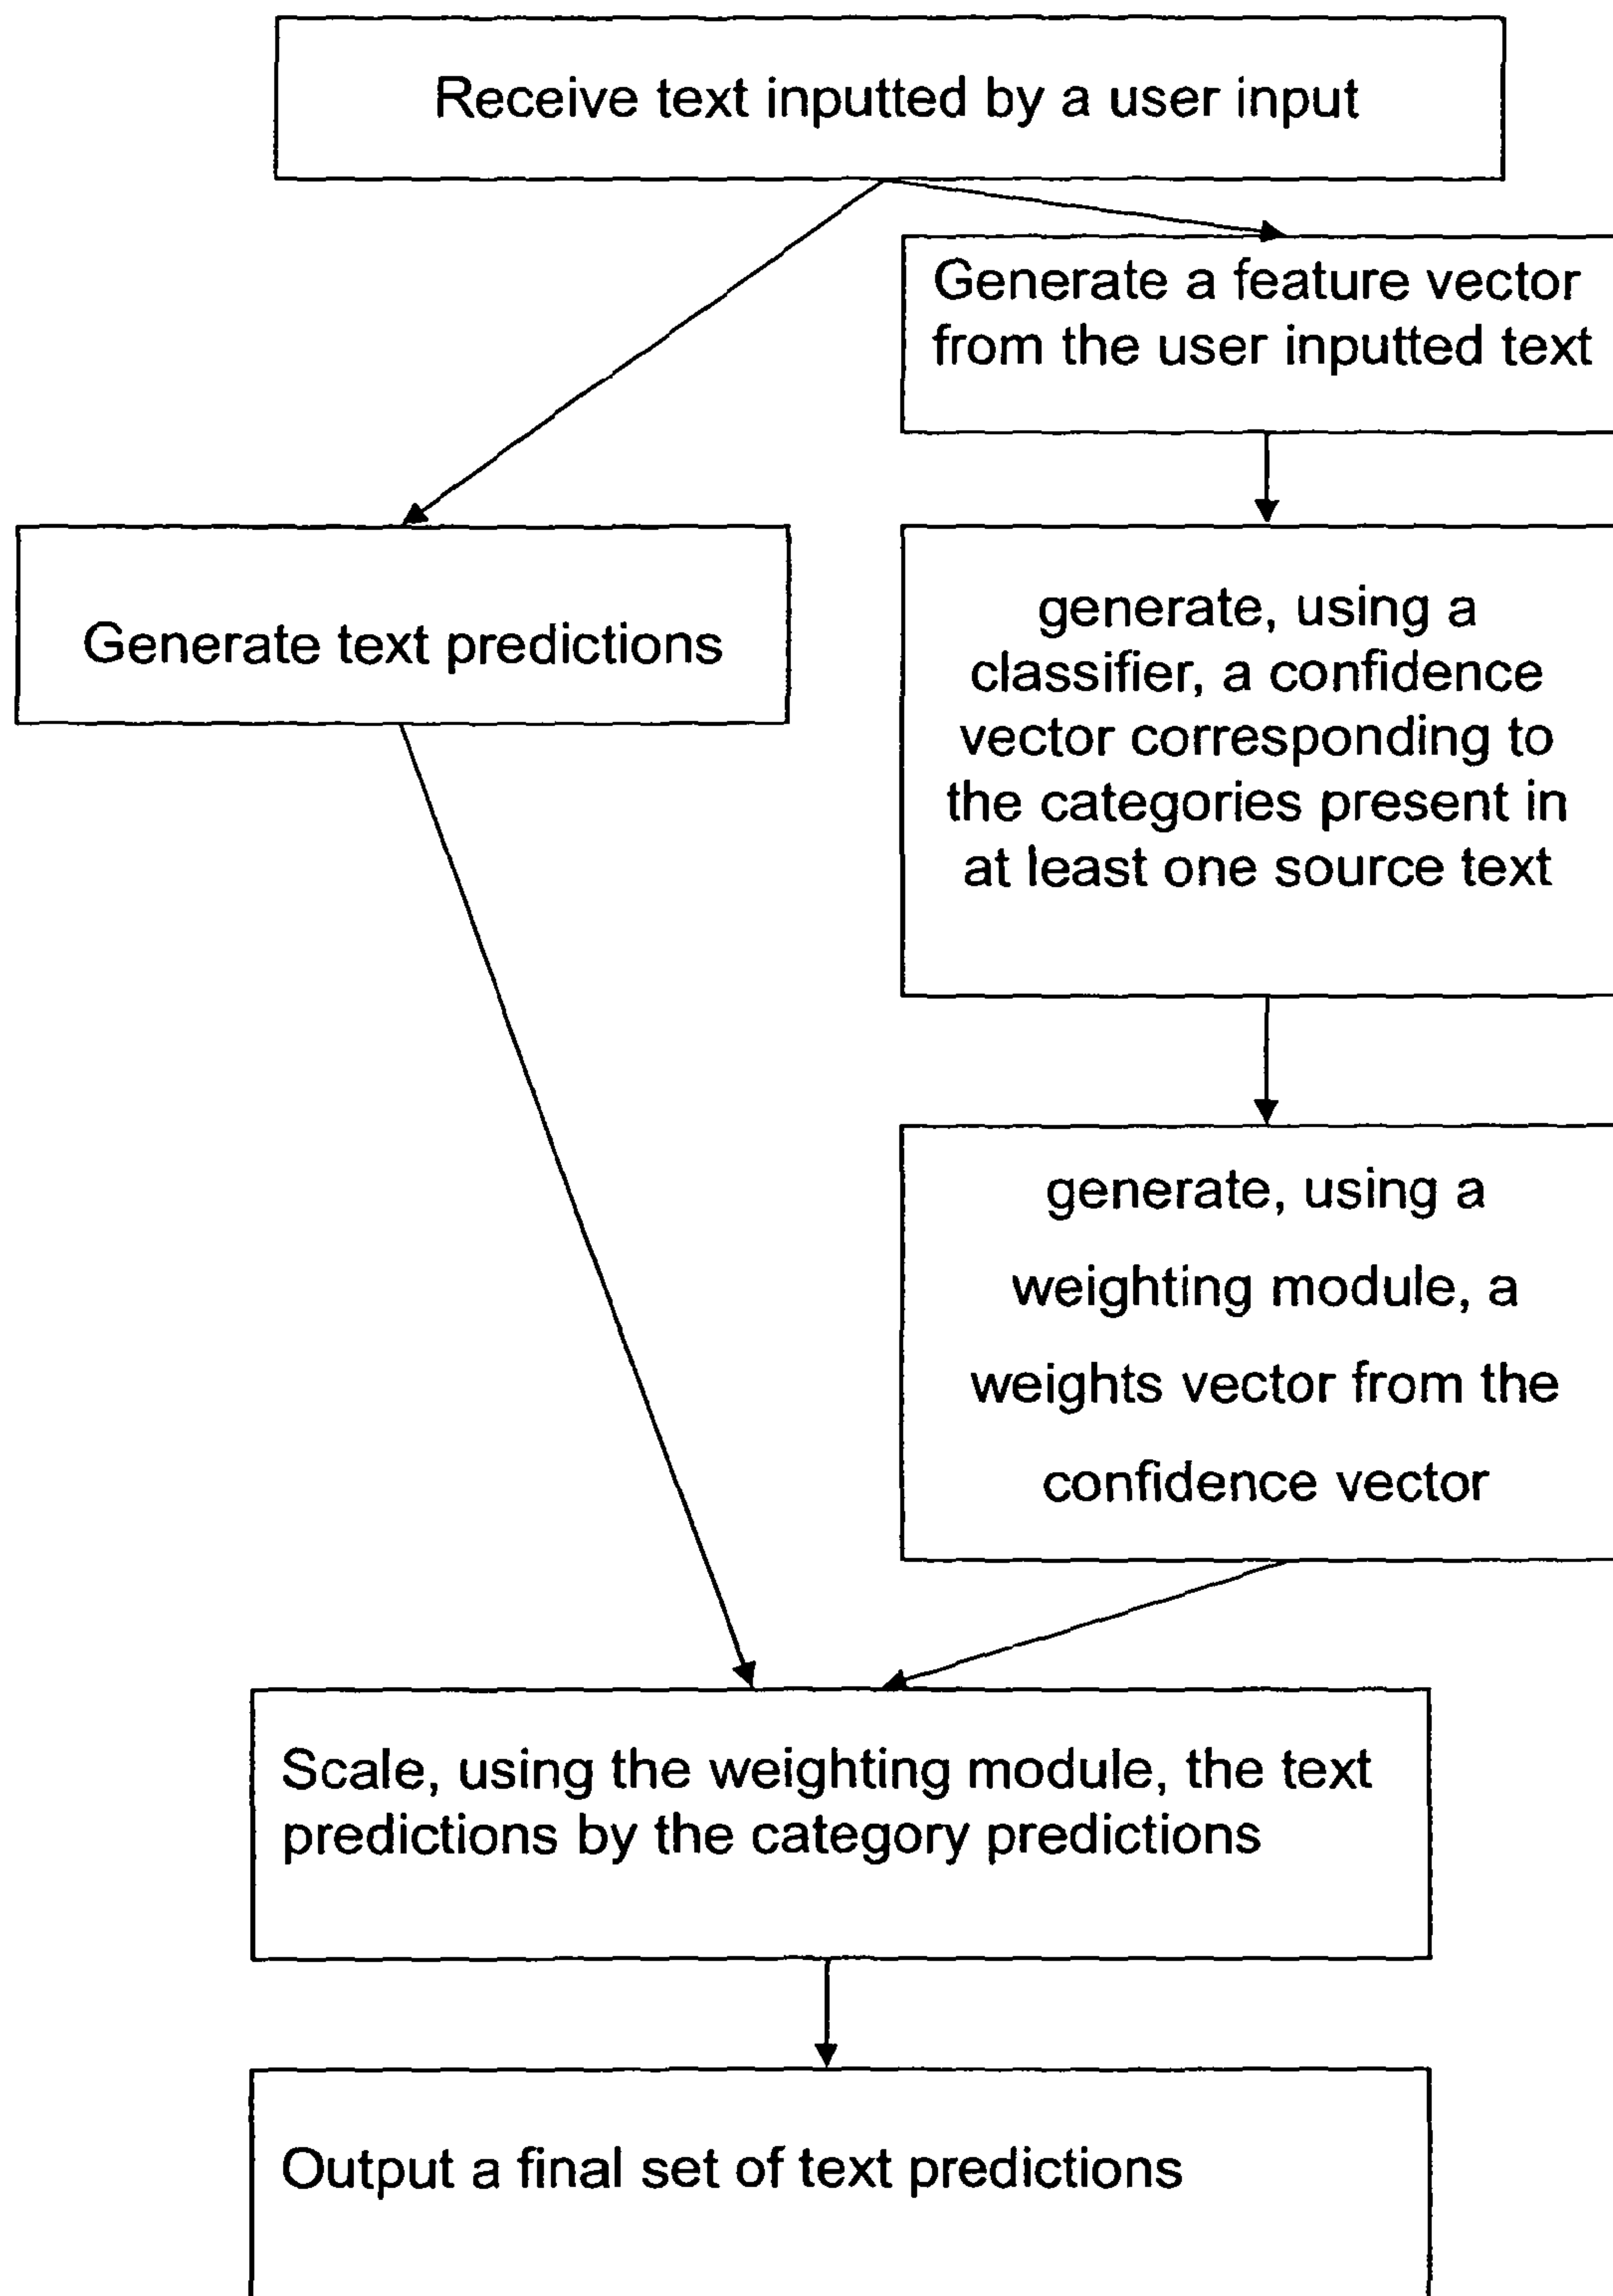 Receive text inputted by a user input
Generate a feature vector
from the user inputted text
Generate text predictions
generate, using a
classifier, a confidence
vector corresponding to
the categories present in
at least one source text
generate, using a
weighting module, a
weights vector from the
confidence vector
Scale, using the weighting module, the text
predictions by the category predictions
Output a final set of text predictions